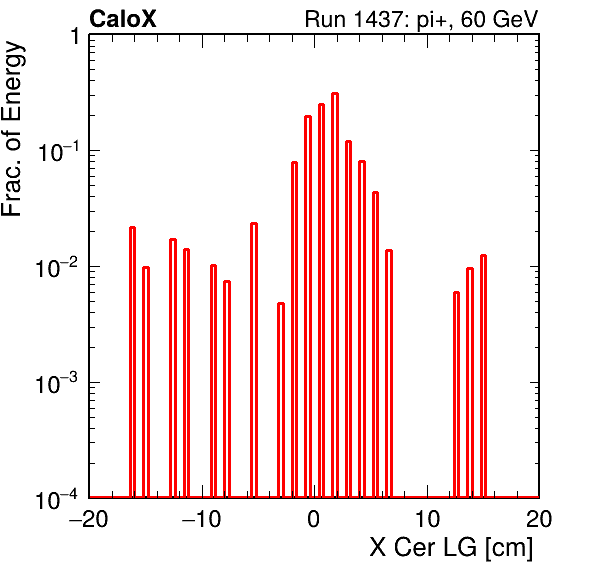 CaloX Run 1437: pi+, 60 GeV
Frac. of Energy
1
10⁻¹
10⁻²
10⁻³
10⁻⁴
−20 −10 0 10 20
X Cer LG [cm]